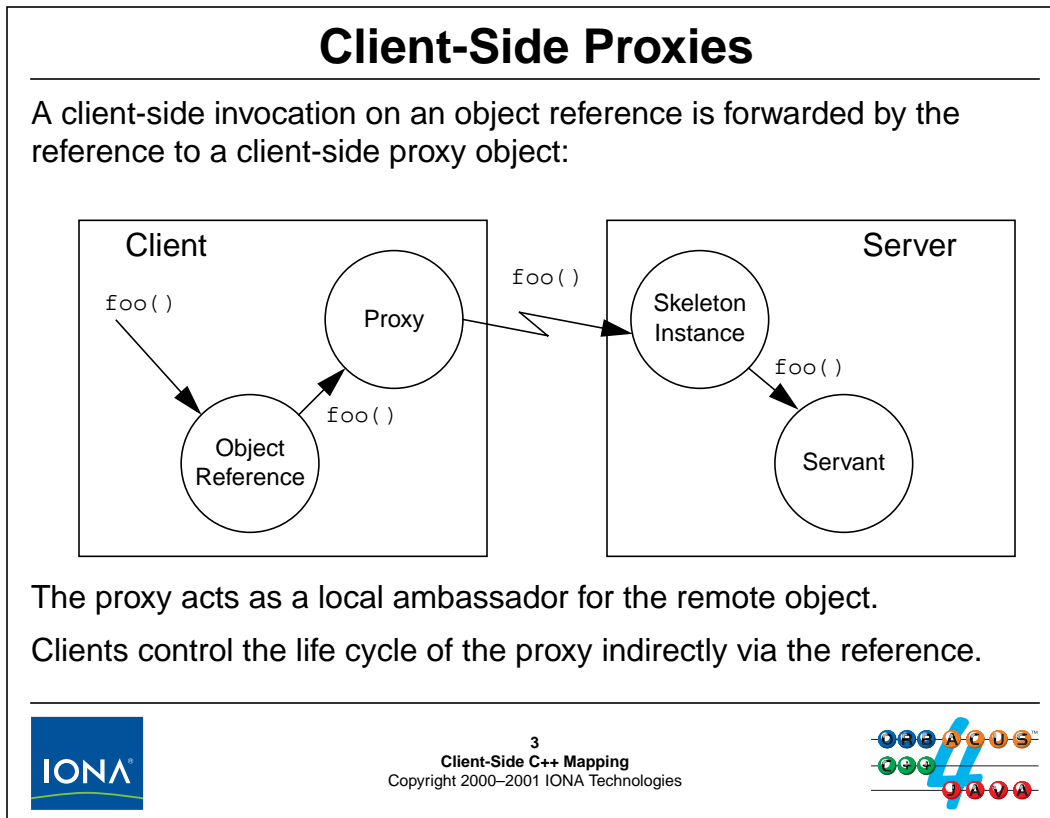 Client-Side Proxies
A client-side invocation on an object reference is forwarded by the
reference to a client-side proxy object:
Client
Server
foo()
foo()
Proxy
Skeleton
Instance
foo()
foo()
Object
Reference
Servant
The proxy acts as a local ambassador for the remote object.
Clients control the life cycle of the proxy indirectly via the reference.
IONA®
3
Client-Side C++ Mapping
Copyright 2000–2001 IONA Technologies
ORBACUS™
C++
4
JAVA